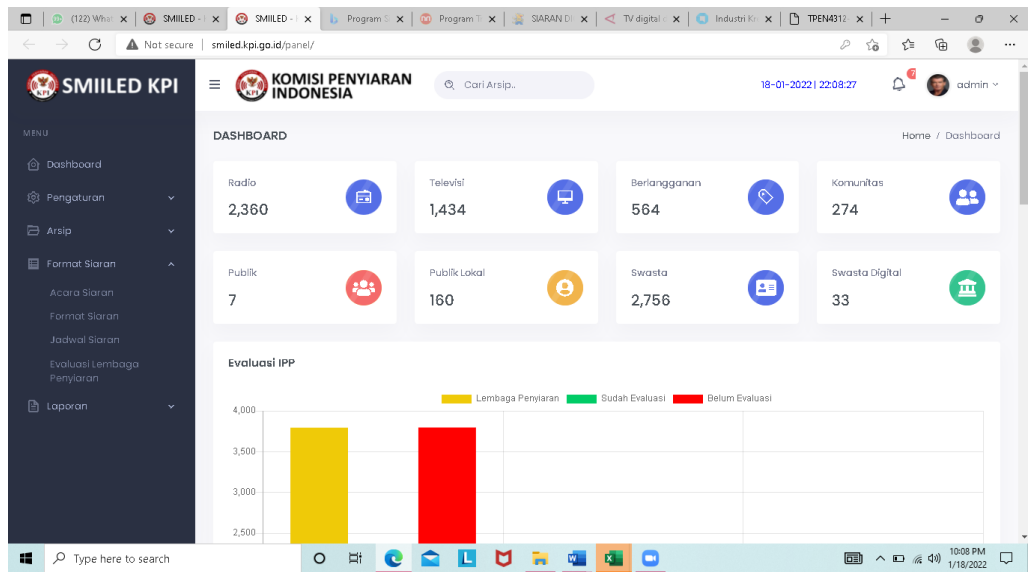 (122) What
SMIILED -
SMIILED -
Program S
Program T
SIARAN DI
TV digital
Industri Kr
TPEN4312-
Not secure | smiled.kpi.go.id/panel/
SMIILED KPI
KOMISI PENYIARAN
INDONESIA
Cari Arsip..
18-01-2022 | 22:08:27
7
admin
MENU
DASHBOARD
Home / Dashboard
Dashboard
Pengaturan
Arsip
Format Siaran
Acara Siaran
Format Siaran
Jadwal Siaran
Evaluasi Lembaga
Penyiaran
Laporan
Radio
2,360
Televisi
1,434
Berlangganan
564
Komunitas
274
Publik
7
Publik Lokal
160
Swasta
2,756
Swasta Digital
33
Evaluasi IPP
Lembaga Penyiaran Sudah Evaluasi Belum Evaluasi
4,000
3,500
3,000
2,500
Type here to search
10:08 PM
1/18/2022